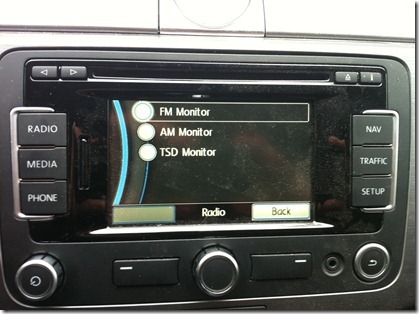 FM Monitor
AM Monitor
TSD Monitor
Radio
Back
RADIO
MEDIA
PHONE
NAV
TRAFFIC
SETUP